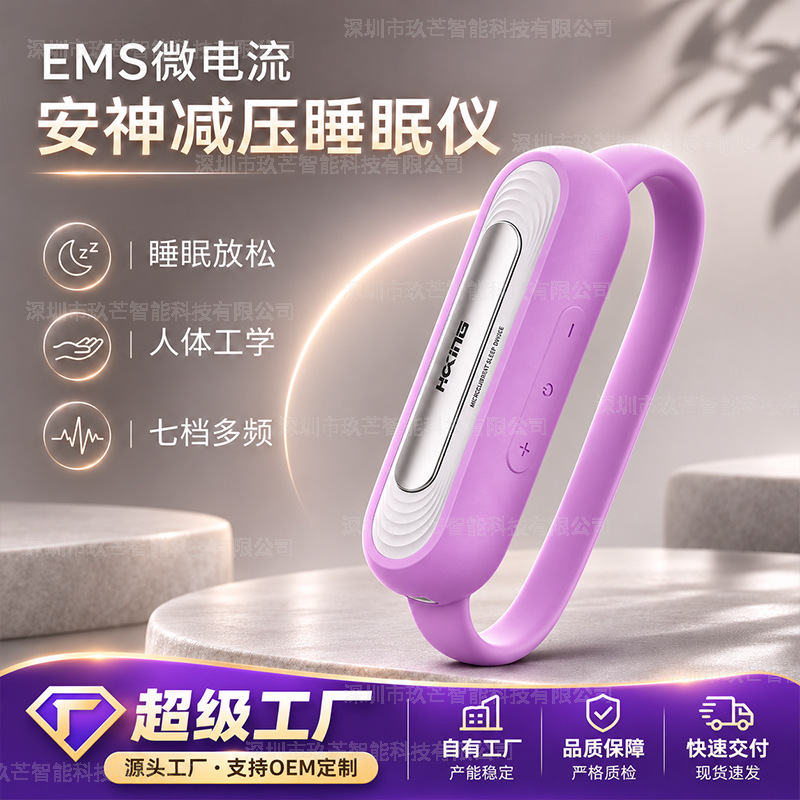 深圳市玖芒智能科技有限公司
EMS微电流
安神减压睡眠仪
睡眠放松
人体工学
七档多频
HXING
MICROCURRENT SLEEP DEVICE
超级工厂
源头工厂·支持OEM定制
自有工厂
产能稳定
品质保障
严格质检
快速交付
现货速发